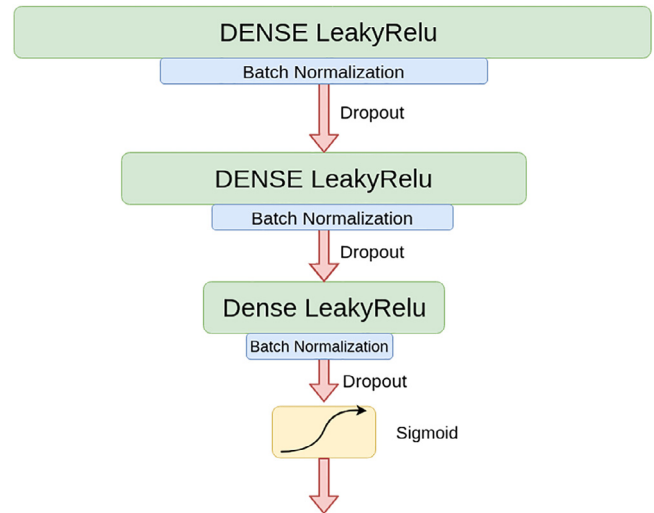 DENSE LeakyRelu
Batch Normalization
Dropout
DENSE LeakyRelu
Batch Normalization
Dropout
Dense LeakyRelu
Batch Normalization
Dropout
Sigmoid